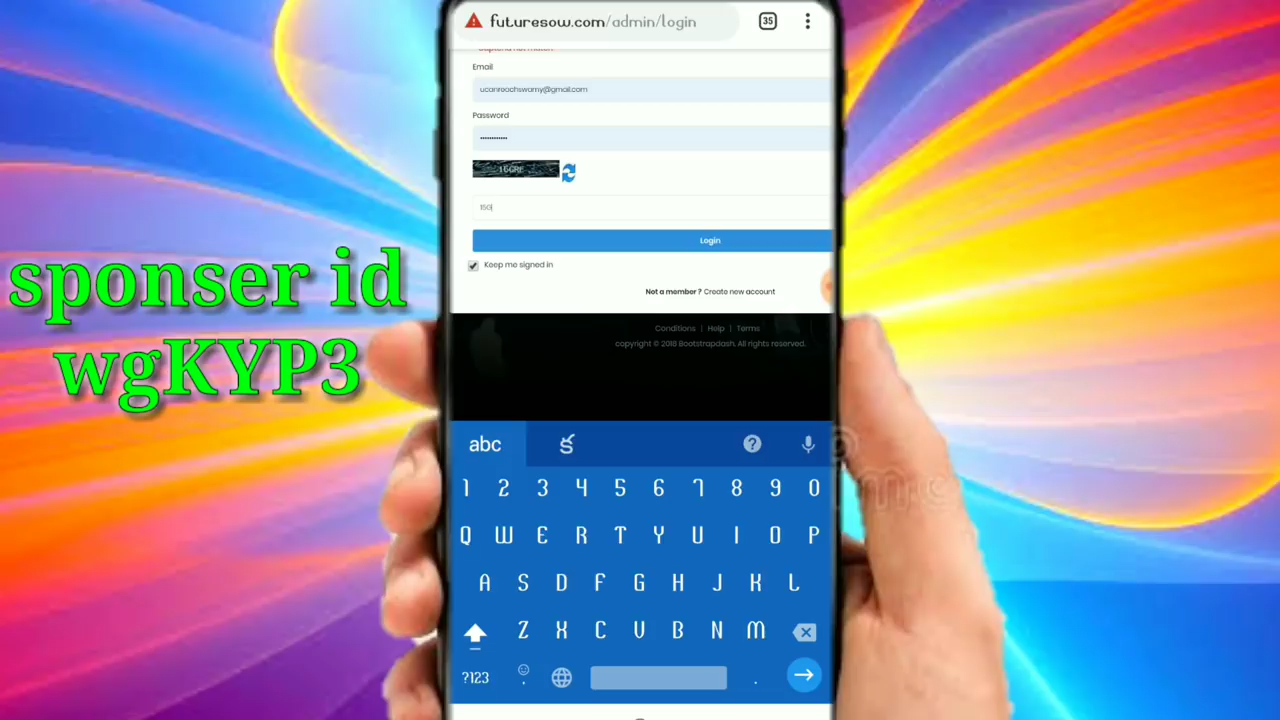 futuresow.com/admin/login
35
Email
ucanreachswamy@gmail.com
Password
150
Login
Keep me signed in
Not a member ? Create new account
Conditions | Help | Terms
copyright © 2018 Bootstrapdash. All rights reserved.
sponser id
wgKYP3
abc
1 2 3 4 5 6 7 8 9 0
Q W E R T Y U I O P
A S D F G H J K L
Z X C V B N M
?123